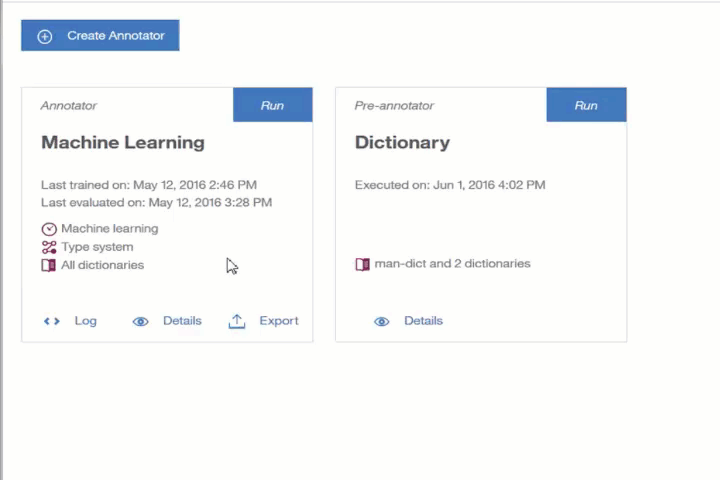 Create Annotator
Annotator
Run
Machine Learning
Last trained on: May 12, 2016 2:46 PM
Last evaluated on: May 12, 2016 3:28 PM
Machine learning
Type system
All dictionaries
Log
Details
Export
Pre-annotator
Run
Dictionary
Executed on: Jun 1, 2016 4:02 PM
man-dict and 2 dictionaries
Details